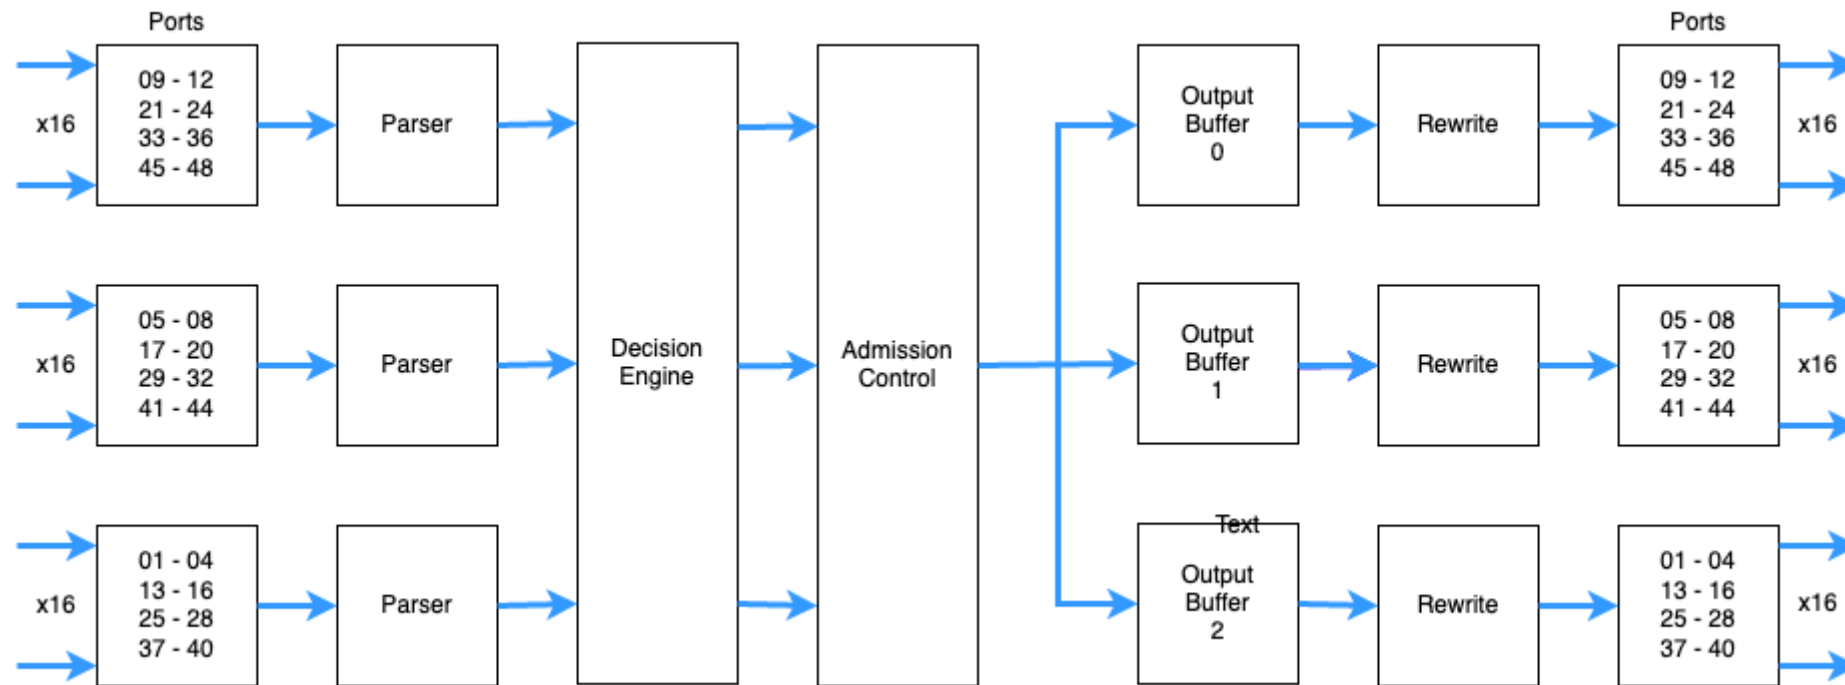 Ports
Ports
x16
09 - 12
21 - 24
33 - 36
45 - 48
Parser
Output
Buffer
0
Rewrite
09 - 12
21 - 24
33 - 36
45 - 48
x16
x16
05 - 08
17 - 20
29 - 32
41 - 44
Parser
Decision
Engine
Admission
Control
Output
Buffer
1
Rewrite
05 - 08
17 - 20
29 - 32
41 - 44
x16
Text
x16
01 - 04
13 - 16
25 - 28
37 - 40
Parser
Output
Buffer
2
Rewrite
01 - 04
13 - 16
25 - 28
37 - 40
x16